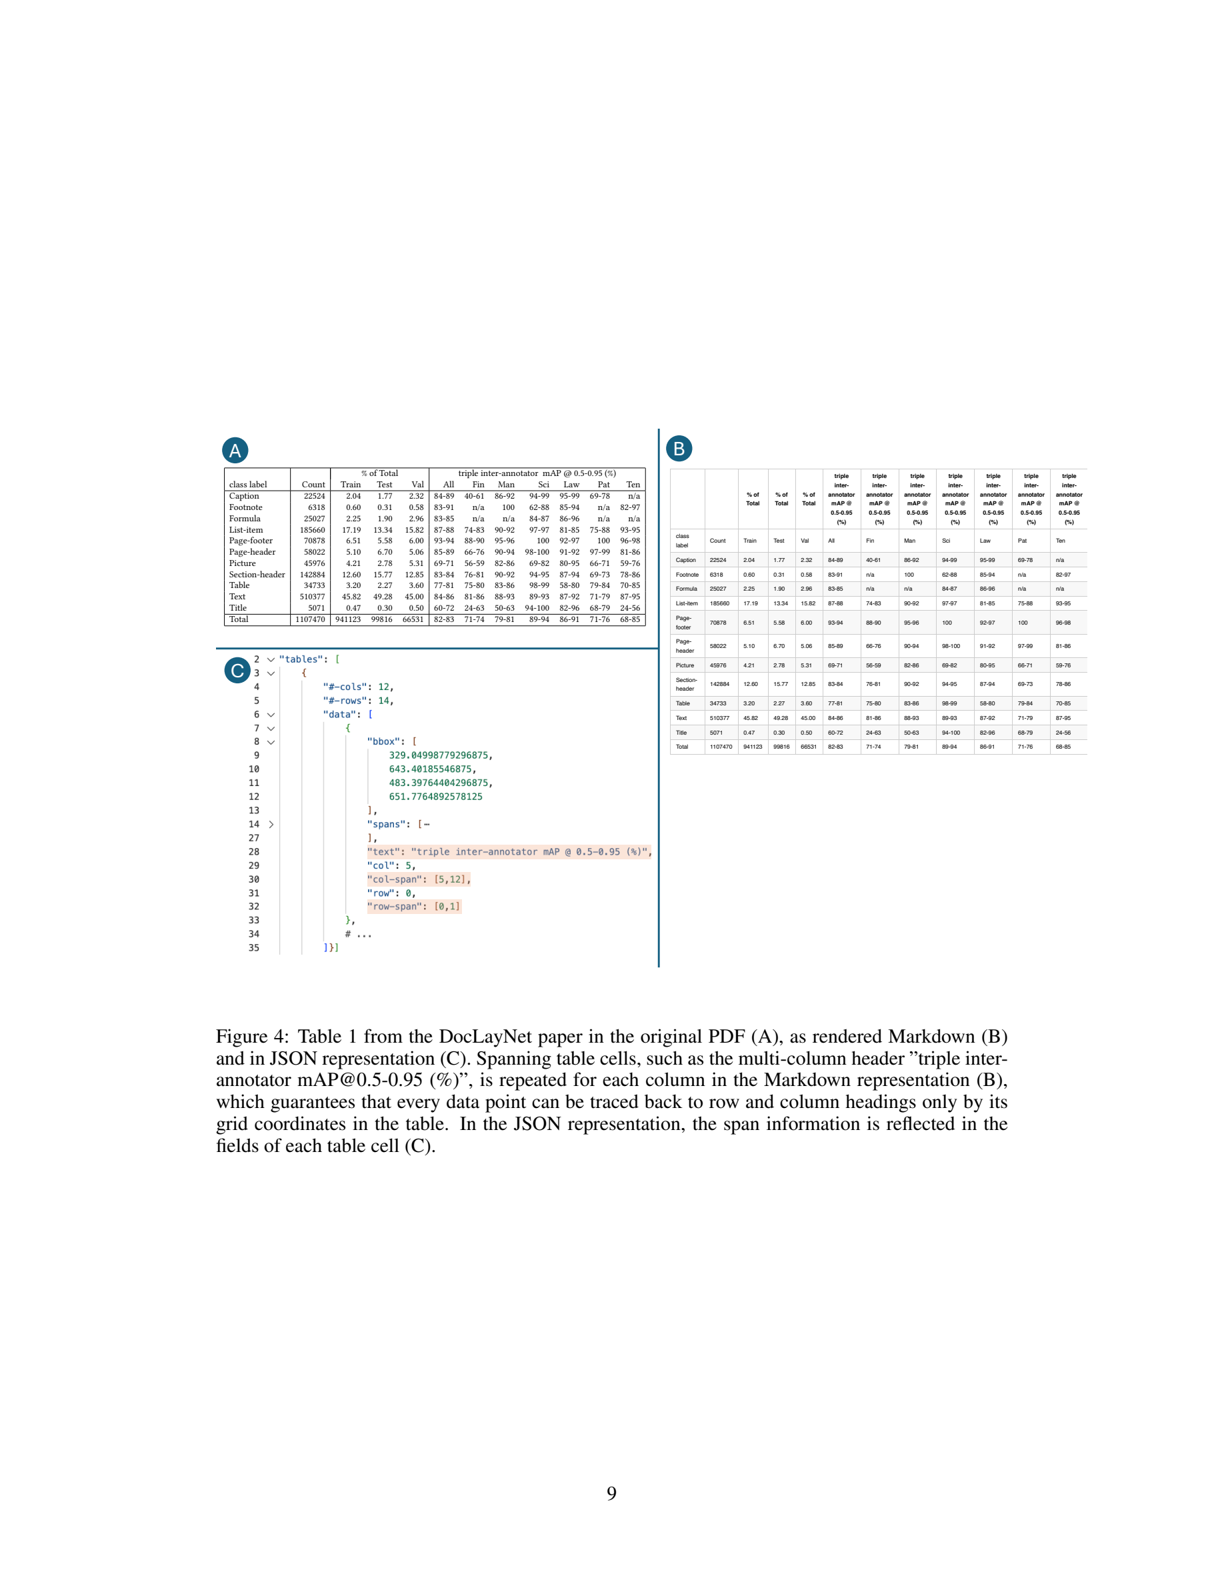 A
% of Total triple inter-annotator mAP @ 0.5-0.95 (%)
class label Count Train Test Val All Fin Man Sci Law Pat Ten
Caption 22524 2.04 1.77 2.32 84-89 40-61 86-92 94-99 95-99 69-78 n/a
Footnote 6318 0.60 0.31 0.58 83-91 n/a 100 62-88 85-94 n/a 82-97
Formula 25027 2.25 1.90 2.96 83-85 n/a n/a 84-87 86-96 n/a n/a
List-item 185660 17.19 13.34 15.82 87-88 74-83 90-92 97-97 81-85 75-88 93-95
Page-footer 70878 6.51 5.58 6.00 93-94 88-90 95-96 100 92-97 100 96-98
Page-header 58022 5.10 6.70 5.06 85-89 66-76 90-94 98-100 91-92 97-99 81-86
Picture 45976 4.21 2.78 5.31 69-71 56-59 82-86 69-82 80-95 66-71 59-76
Section-header 142884 12.60 15.77 12.85 83-84 76-81 90-92 94-95 87-94 69-73 78-86
Table 34733 3.20 2.27 3.60 77-81 75-80 83-86 98-99 58-80 79-84 70-85
Text 510377 45.82 49.28 45.00 84-86 81-86 88-93 89-93 87-92 71-79 87-95
Title 5071 0.47 0.30 0.50 60-72 24-63 50-63 94-100 82-96 68-79 24-56
Total 1107470 941123 99816 66531 82-83 71-74 79-81 89-94 86-91 71-76 68-85
B
triple triple triple triple triple triple triple
inter- inter- inter- inter- inter- inter- inter-
% of % of % of annotator annotator annotator annotator annotator annotator annotator
Total Total Total mAP @ mAP @ mAP @ mAP @ mAP @ mAP @ mAP @
0.5-0.95 0.5-0.95 0.5-0.95 0.5-0.95 0.5-0.95 0.5-0.95 0.5-0.95
(%) (%) (%) (%) (%) (%) (%)
class
label Count Train Test Val All Fin Man Sci Law Pat Ten
Caption 22524 2.04 1.77 2.32 84-89 40-61 86-92 94-99 95-99 69-78 n/a
Footnote 6318 0.60 0.31 0.58 83-91 n/a 100 62-88 85-94 n/a 82-97
Formula 25027 2.25 1.90 2.96 83-85 n/a n/a 84-87 86-96 n/a n/a
List-item 185660 17.19 13.34 15.82 87-88 74-83 90-92 97-97 81-85 75-88 93-95
Page-
footer 70878 6.51 5.58 6.00 93-94 88-90 95-96 100 92-97 100 96-98
Page-
header 58022 5.10 6.70 5.06 85-89 66-76 90-94 98-100 91-92 97-99 81-86
Picture 45976 4.21 2.78 5.31 69-71 56-59 82-86 69-82 80-95 66-71 59-76
Section-
header 142884 12.60 15.77 12.85 83-84 76-81 90-92 94-95 87-94 69-73 78-86
Table 34733 3.20 2.27 3.60 77-81 75-80 83-86 98-99 58-80 79-84 70-85
Text 510377 45.82 49.28 45.00 84-86 81-86 88-93 89-93 87-92 71-79 87-95
Title 5071 0.47 0.30 0.50 60-72 24-63 50-63 94-100 82-96 68-79 24-56
Total 1107470 941123 99816 66531 82-83 71-74 79-81 89-94 86-91 71-76 68-85
C
2 "tables": [
3 {
4 "#-cols": 12,
5 "#-rows": 14,
6 "data": [
7 {
8 "bbox": [
9 329.04998779296875,
10 643.40185546875,
11 483.39764404296875,
12 651.7764892578125
13 ],
14 "spans": [⋯
27 ],
28 "text": "triple inter-annotator mAP @ 0.5-0.95 (%)",
29 "col": 5,
30 "col-span": [5,12],
31 "row": 0,
32 "row-span": [0,1]
33 },
34 # ...
35 ]}]
Figure 4: Table 1 from the DocLayNet paper in the original PDF (A), as rendered Markdown (B)
and in JSON representation (C). Spanning table cells, such as the multi-column header ”triple inter-
annotator mAP@0.5-0.95 (%)”, is repeated for each column in the Markdown representation (B),
which guarantees that every data point can be traced back to row and column headings only by its
grid coordinates in the table. In the JSON representation, the span information is reflected in the
fields of each table cell (C).
9